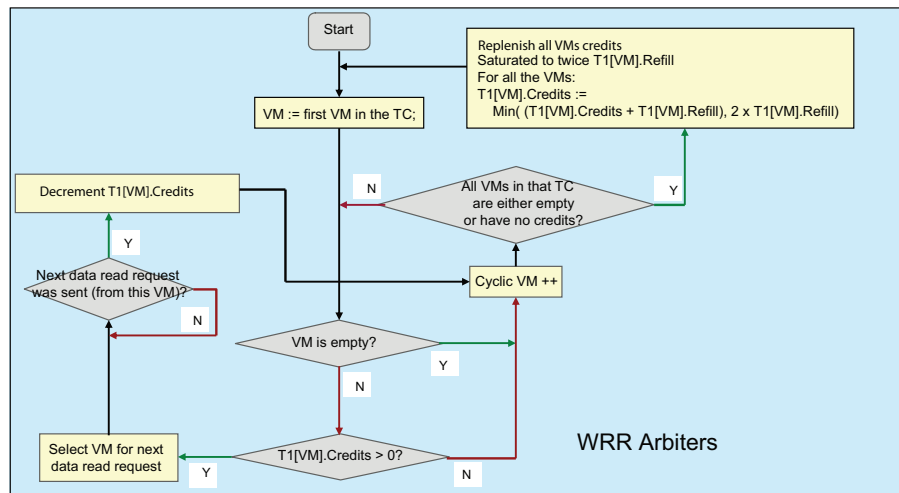 Start
Replenish all VMs credits
Saturated to twice T1[VM].Refill
For all the VMs:
T1[VM].Credits :=
Min( (T1[VM].Credits + T1[VM].Refill), 2 x T1[VM].Refill)
VM := first VM in the TC;
N
All VMs in that TC
are either empty
or have no credits?
Y
Decrement T1[VM].Credits
Y
Next data read request
was sent (from this VM)?
N
Cyclic VM ++
VM is empty?
Y
N
Select VM for next
data read request
Y
T1[VM].Credits > 0?
N
WRR Arbiters